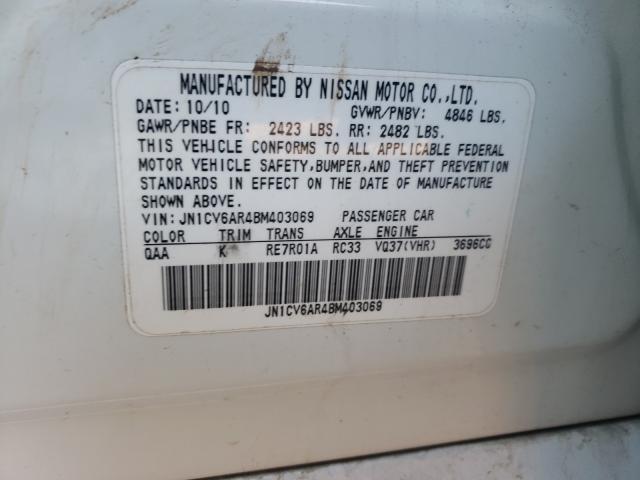 MANUFACTURED BY NISSAN MOTOR CO.,LTD.
DATE: 10/10 GVWR/PNBV: 4846 LBS.
GAWR/PNBE FR: 2423 LBS. RR: 2482 LBS.
THIS VEHICLE CONFORMS TO ALL APPLICABLE FEDERAL
MOTOR VEHICLE SAFETY,BUMPER,AND THEFT PREVENTION
STANDARDS IN EFFECT ON THE DATE OF MANUFACTURE
SHOWN ABOVE.
VIN: JN1CV6AR4BM403069 PASSENGER CAR
COLOR TRIM TRANS AXLE ENGINE
QAA K RE7R01A RC33 VQ37(VHR) 3696CC
JN1CV6AR4BM403069